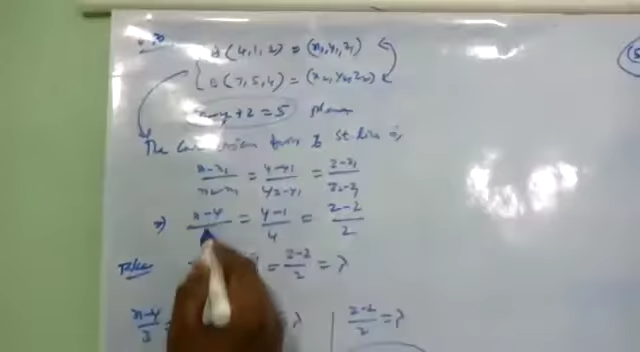 A(4,1,2) = (x₁,y₁,z₁)
B(7,5,4) = (x₂,y₂,z₂)
x-y+z=5 plane
The Cartesian form of st. line is,
x-x₁/x₂-x₁ = y-y₁/y₂-y₁ = z-z₁/z₂-z₁
⇒ x-4/ = y-1/4 = z-2/2
Take = z-2/2 = λ
x-4/3 = = λ | z-2/2 = λ
(5